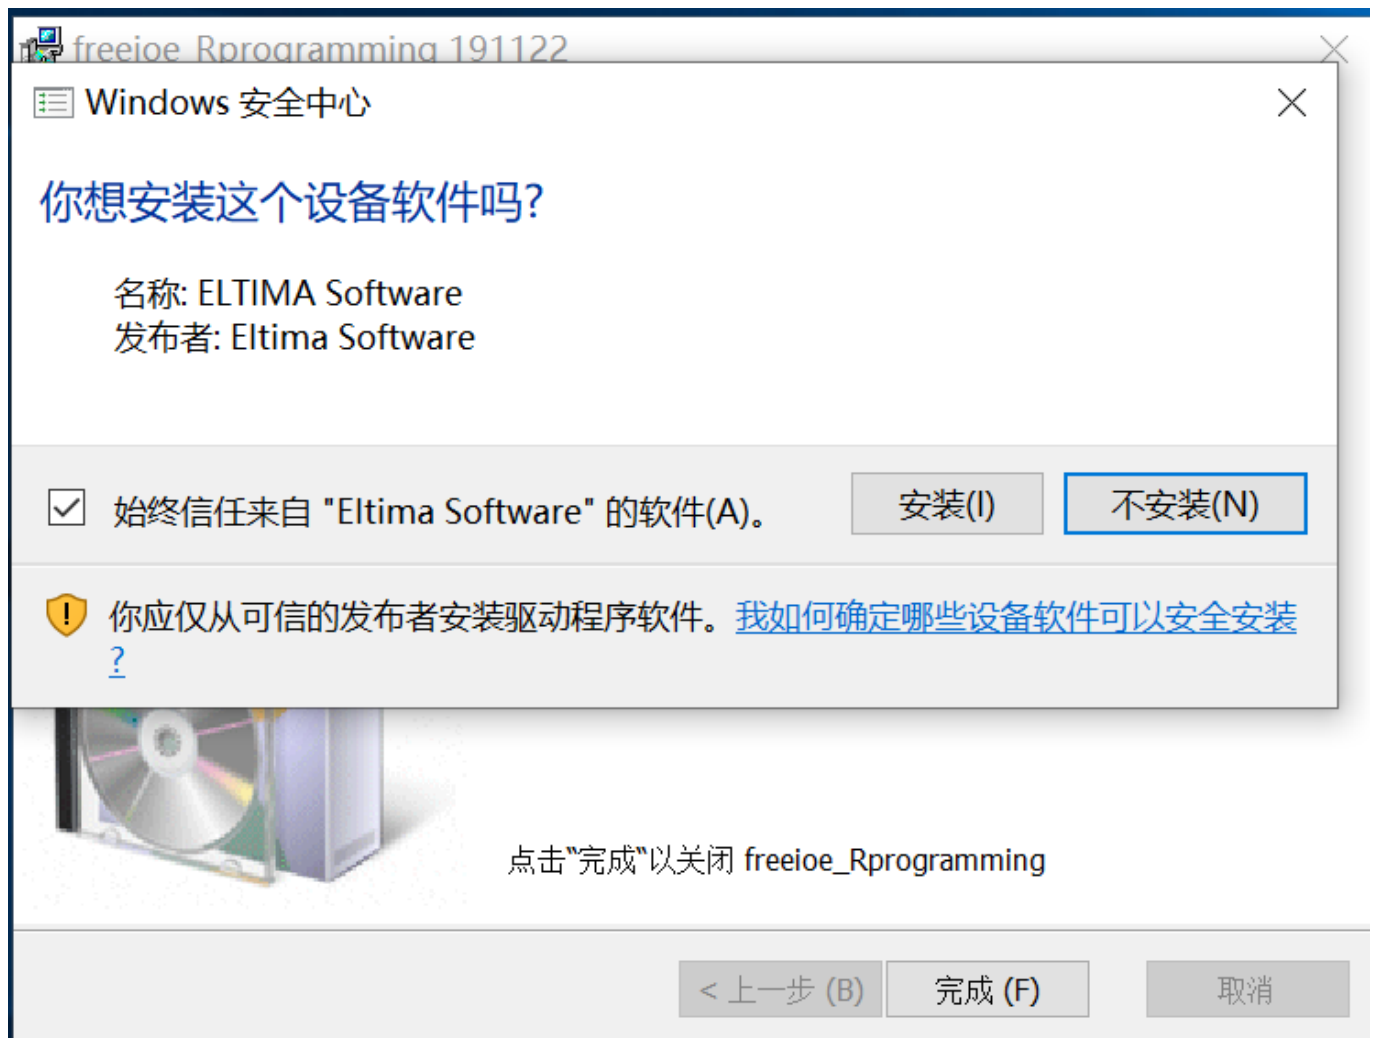 freeioe_Rprogramming 191122
Windows 安全中心
你想安装这个设备软件吗?
名称: ELTIMA Software
发布者: Eltima Software
始终信任来自 "Eltima Software" 的软件(A)。
安装(I)
不安装(N)
你应仅从可信的发布者安装驱动程序软件。我如何确定哪些设备软件可以安全安装
?
点击"完成"以关闭 freeioe_Rprogramming
< 上一步 (B)
完成 (F)
取消